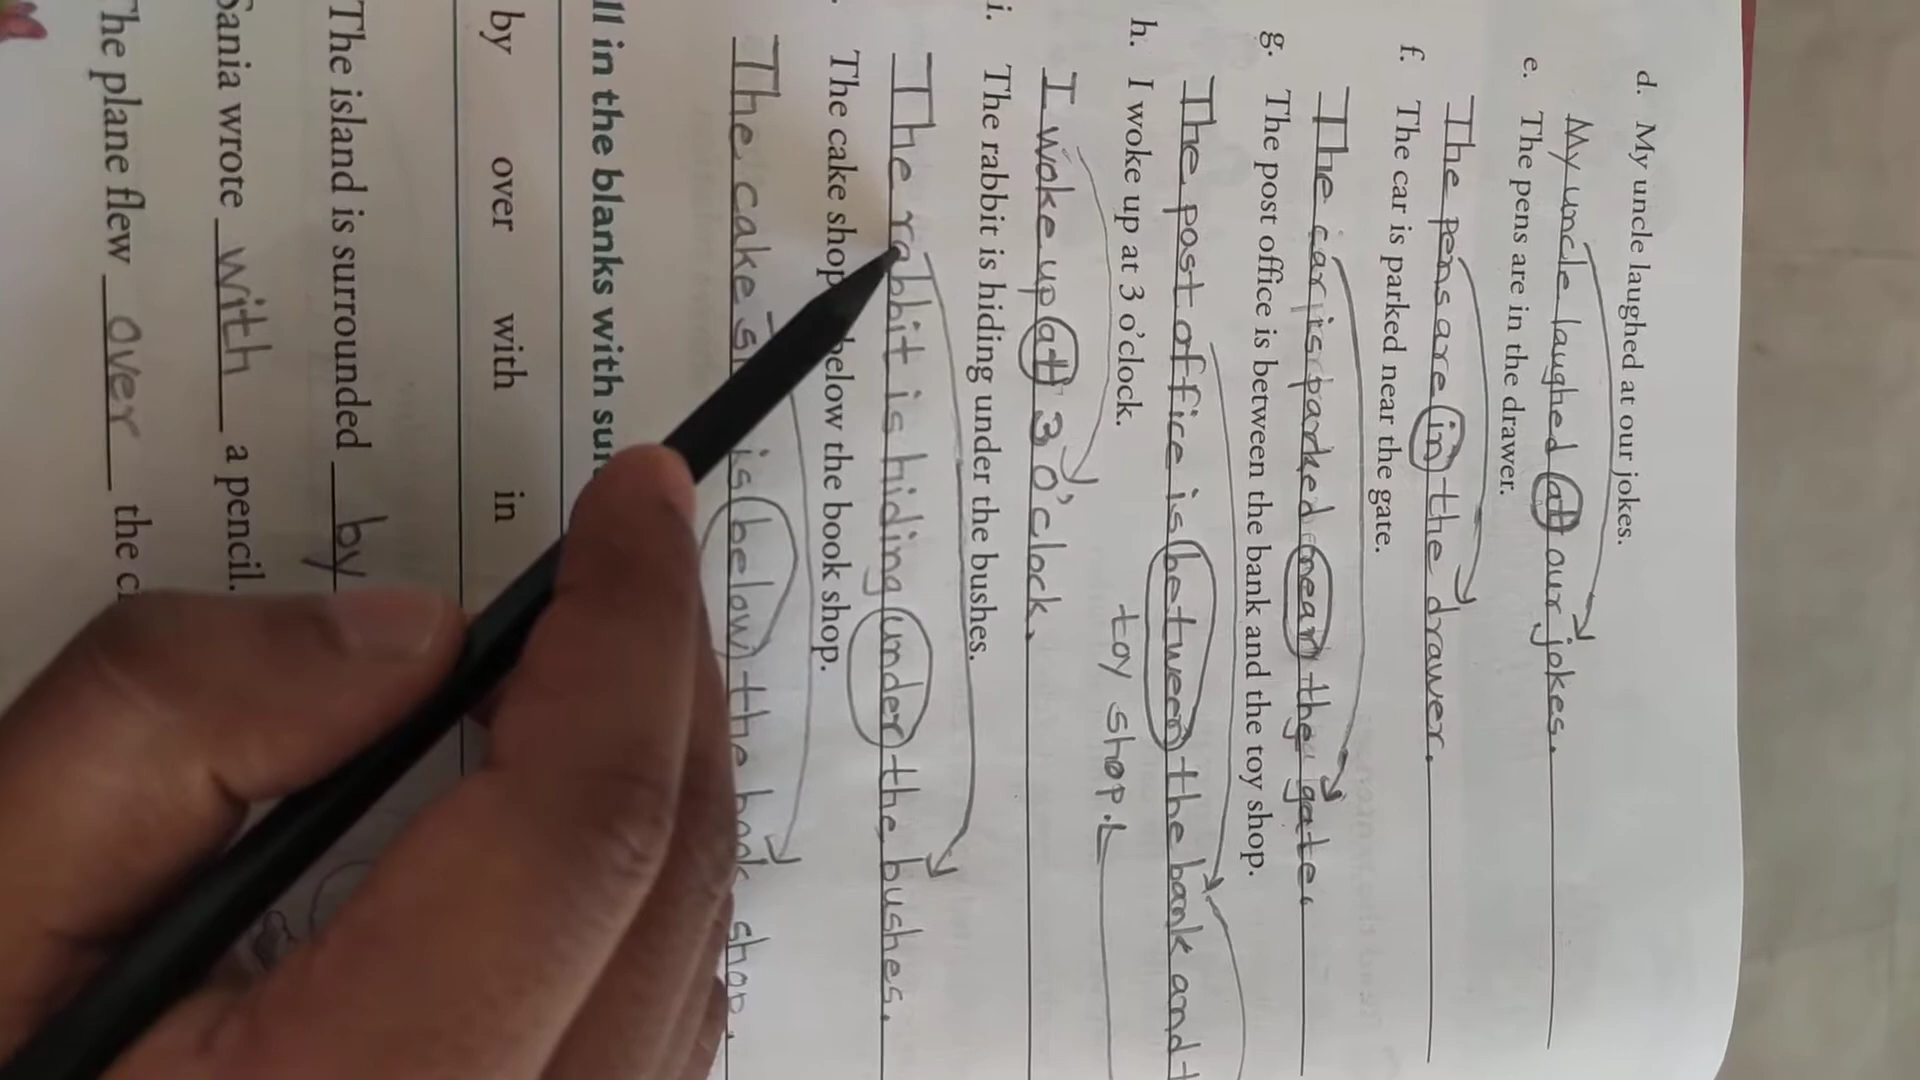 d. My uncle laughed at our jokes.
My uncle laughed at our jokes.
e. The pens are in the drawer.
The pens are in the drawer.
f. The car is parked near the gate.
The car is parked near the gate.
g. The post office is between the bank and the toy shop.
The post office is between the bank and
toy shop.
h. I woke up at 3 o'clock.
I woke up at 3 o'clock.
i. The rabbit is hiding under the bushes.
The rabbit is hiding under the bushes.
The cake shop below the book shop.
The cake is below the book shop.
in the blanks with
by over with in
The island is surrounded by
Sania wrote with a pencil.
The plane flew over the